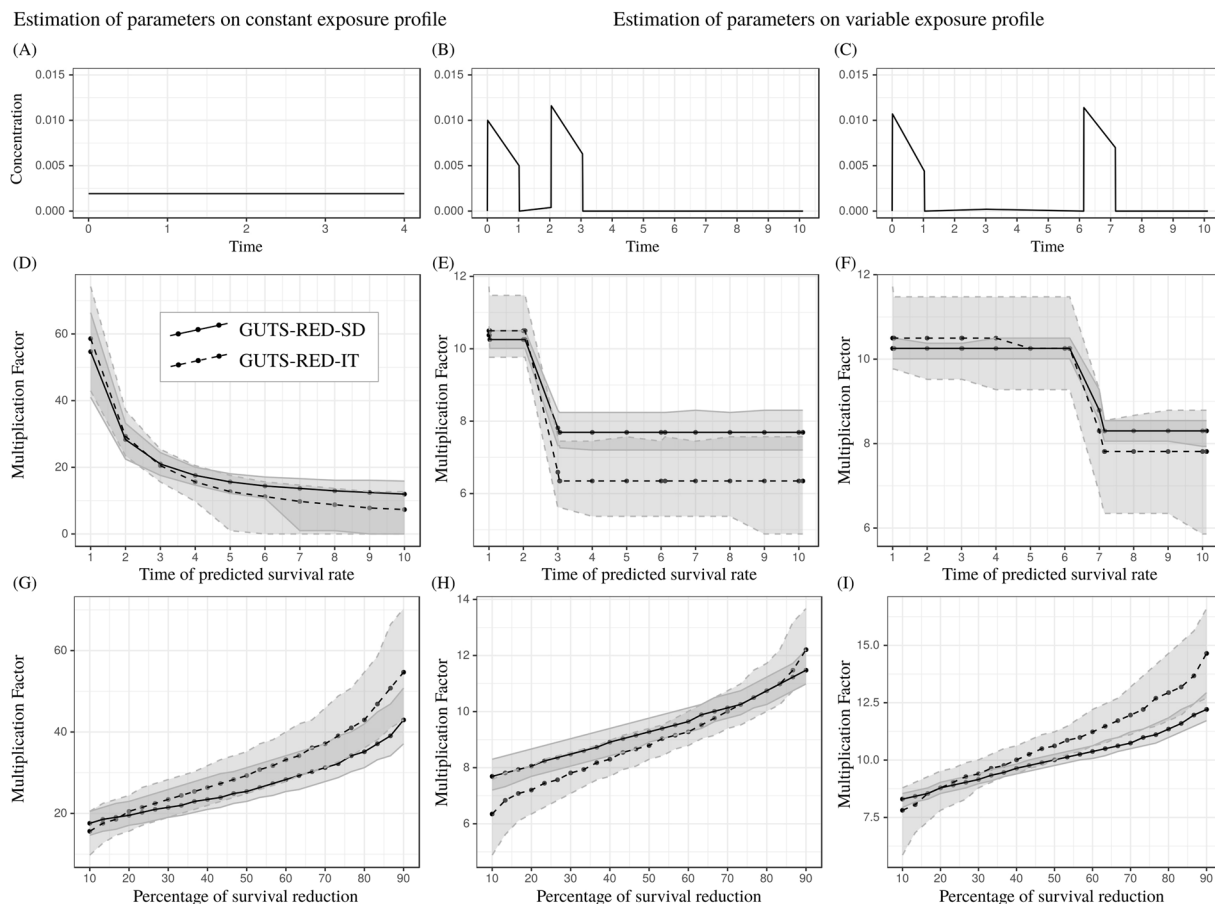 Estimation of parameters on constant exposure profile
Estimation of parameters on variable exposure profile
(A)
(B)
(C)
Concentration
0.015
0.010
0.005
0.000
0 1 2 3 4
Time
0.015
0.010
0.005
0.000
0 1 2 3 4 5 6 7 8 9 10
Time
0.015
0.010
0.005
0.000
0 1 2 3 4 5 6 7 8 9 10
Time
(D)
(E)
(F)
Multiplication Factor
60
40
20
0
GUTS-RED-SD
GUTS-RED-IT
1 2 3 4 5 6 7 8 9 10
Time of predicted survival rate
Multiplication Factor
12
10
8
6
1 2 3 4 5 6 7 8 9 10
Time of predicted survival rate
Multiplication Factor
12
10
8
6
1 2 3 4 5 6 7 8 9 10
Time of predicted survival rate
(G)
(H)
(I)
Multiplication Factor
60
40
20
10 20 30 40 50 60 70 80 90
Percentage of survival reduction
Multiplication Factor
14
12
10
8
6
10 20 30 40 50 60 70 80 90
Percentage of survival reduction
Multiplication Factor
15.0
12.5
10.0
7.5
10 20 30 40 50 60 70 80 90
Percentage of survival reduction